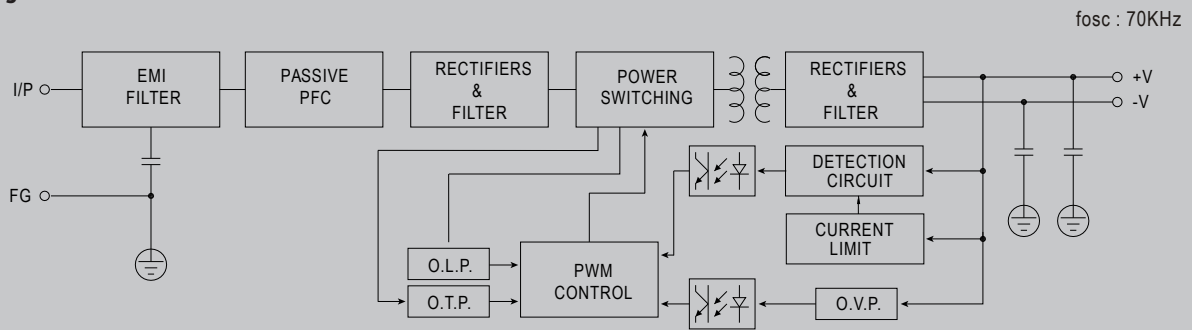 fosc : 70KHz
I/P
EMI
FILTER
PASSIVE
PFC
RECTIFIERS
&
FILTER
POWER
SWITCHING
RECTIFIERS
&
FILTER
+V
-V
FG
DETECTION
CIRCUIT
CURRENT
LIMIT
O.L.P.
O.T.P.
PWM
CONTROL
O.V.P.